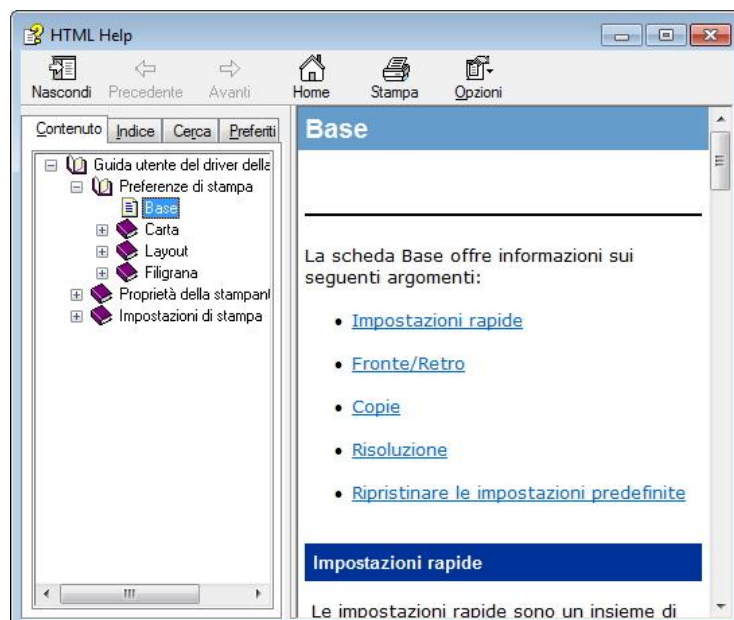 HTML Help
Nascondi Precedente Avanti Home Stampa Opzioni
Contenuto Indice Cerca Preferiti
Guida utente del driver della
Preferenze di stampa
Base
Carta
Layout
Filigrana
Proprietà della stampant
Impostazioni di stampa
Base
La scheda Base offre informazioni sui
seguenti argomenti:
• Impostazioni rapide
• Fronte/Retro
• Copie
• Risoluzione
• Ripristinare le impostazioni predefinite
Impostazioni rapide
Le impostazioni rapide sono un insieme di